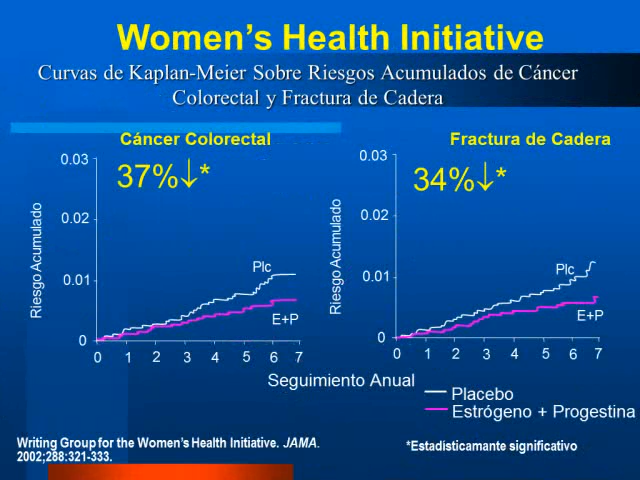 Women's Health Initiative
Curvas de Kaplan-Meier Sobre Riesgos Acumulados de Cáncer
Colorectal y Fractura de Cadera
Cáncer Colorectal
37%↓*
Riesgo Acumulado
0.03
0.02
0.01
0
Plc
E+P
0 1 2 3 4 5 6 7
Fractura de Cadera
34%↓*
Riesgo Acumulado
0.03
0.02
0.01
0
Plc
E+P
0 1 2 3 4 5 6 7
Seguimiento Anual
Placebo
Estrógeno + Progestina
Writing Group for the Women's Health Initiative. JAMA.
2002;288:321-333.
*Estadísticamante significativo